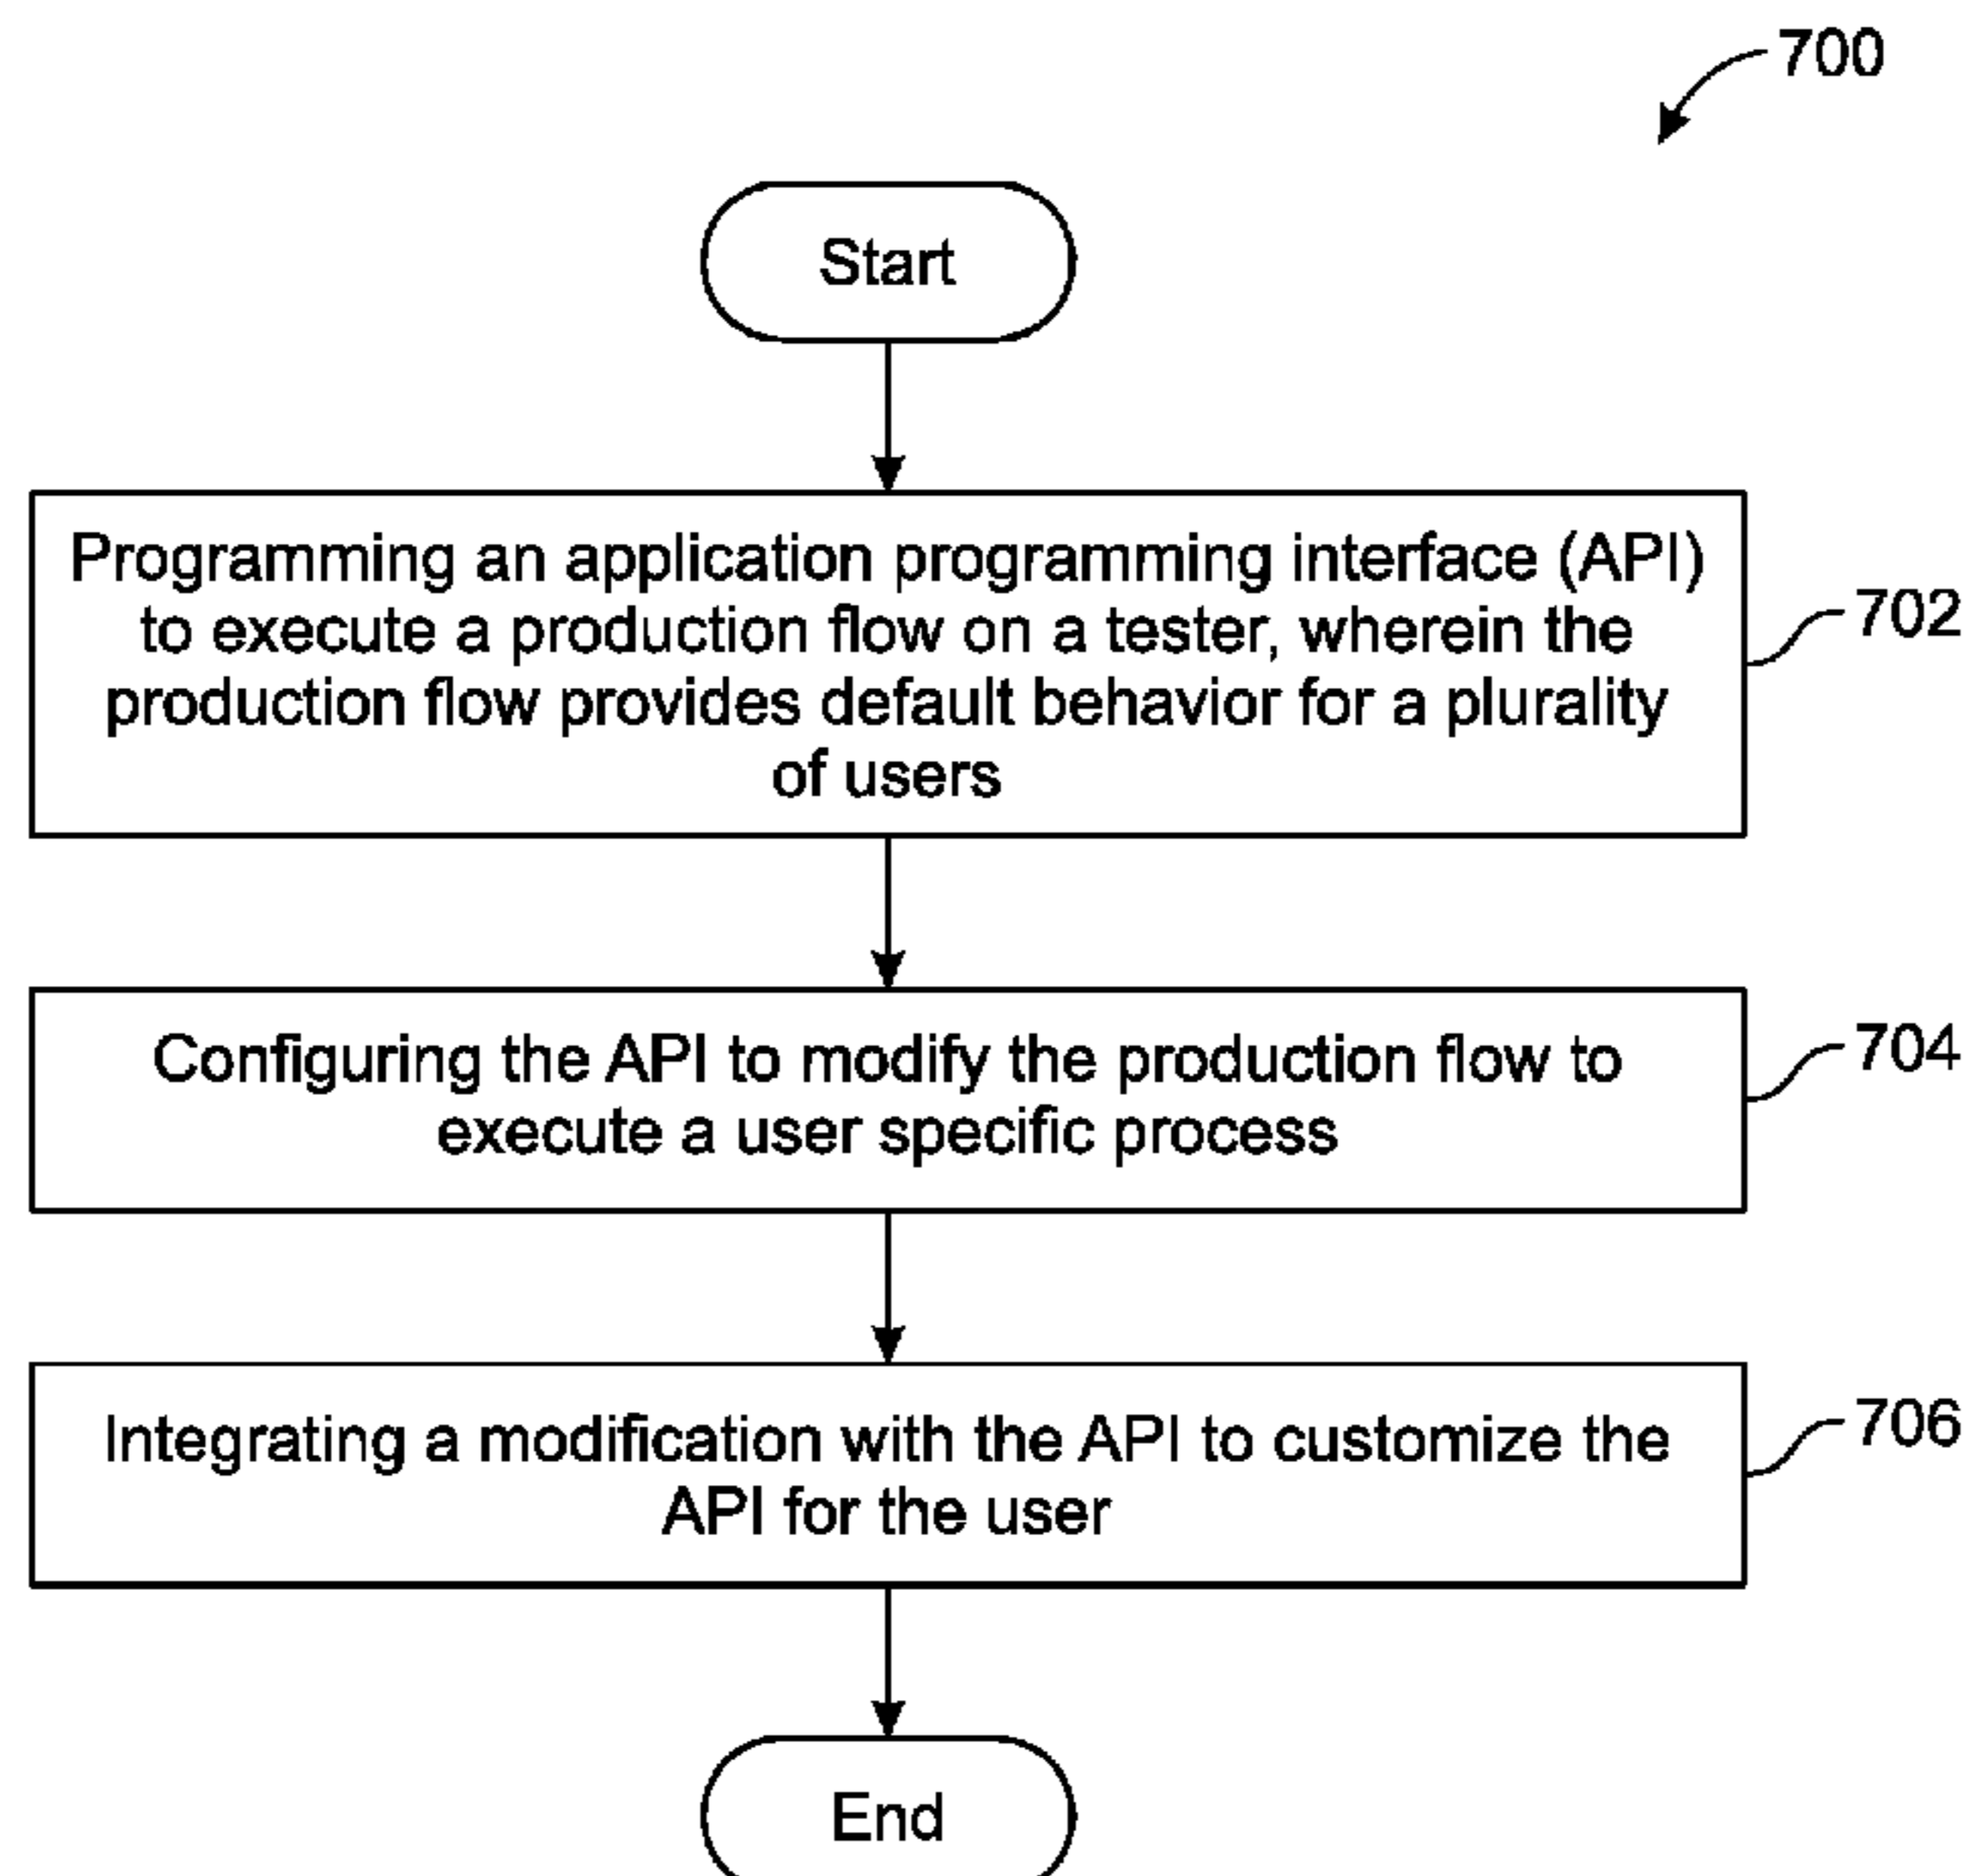 700
Start
Programming an application programming interface (API)
to execute a production flow on a tester, wherein the
production flow provides default behavior for a plurality
of users
702
Configuring the API to modify the production flow to
execute a user specific process
704
Integrating a modification with the API to customize the
API for the user
706
End